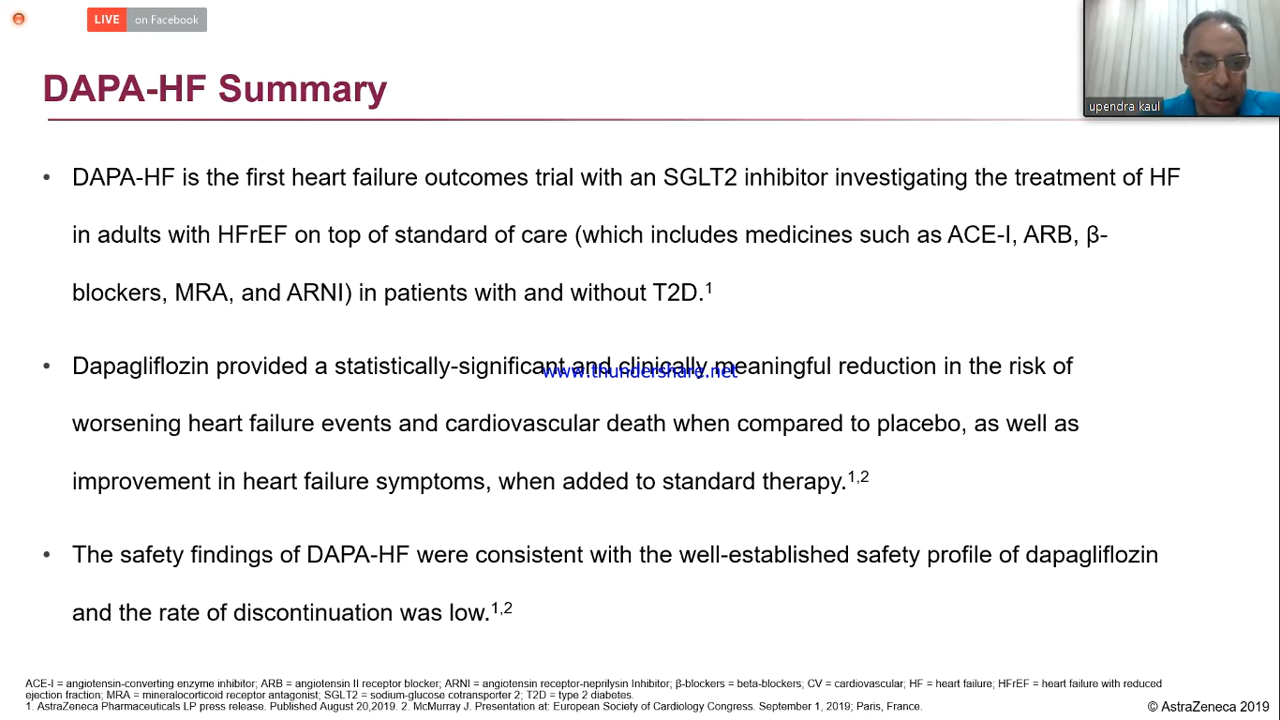 LIVE on Facebook
upendra kaul
DAPA-HF Summary
• DAPA-HF is the first heart failure outcomes trial with an SGLT2 inhibitor investigating the treatment of HF
in adults with HFrEF on top of standard of care (which includes medicines such as ACE-I, ARB, β-
blockers, MRA, and ARNI) in patients with and without T2D.¹
• Dapagliflozin provided a statistically-significant and clinically meaningful reduction in the risk of
www.thundershare.net
worsening heart failure events and cardiovascular death when compared to placebo, as well as
improvement in heart failure symptoms, when added to standard therapy.¹,²
• The safety findings of DAPA-HF were consistent with the well-established safety profile of dapagliflozin
and the rate of discontinuation was low.¹,²
ACE-I = angiotensin-converting enzyme inhibitor; ARB = angiotensin II receptor blocker; ARNI = angiotensin receptor-neprilysin Inhibitor; β-blockers = beta-blockers; CV = cardiovascular; HF = heart failure; HFrEF = heart failure with reduced
ejection fraction; MRA = mineralocorticoid receptor antagonist; SGLT2 = sodium-glucose cotransporter 2; T2D = type 2 diabetes.
1. AstraZeneca Pharmaceuticals LP press release. Published August 20,2019. 2. McMurray J. Presentation at: European Society of Cardiology Congress. September 1, 2019; Paris, France.
© AstraZeneca 2019